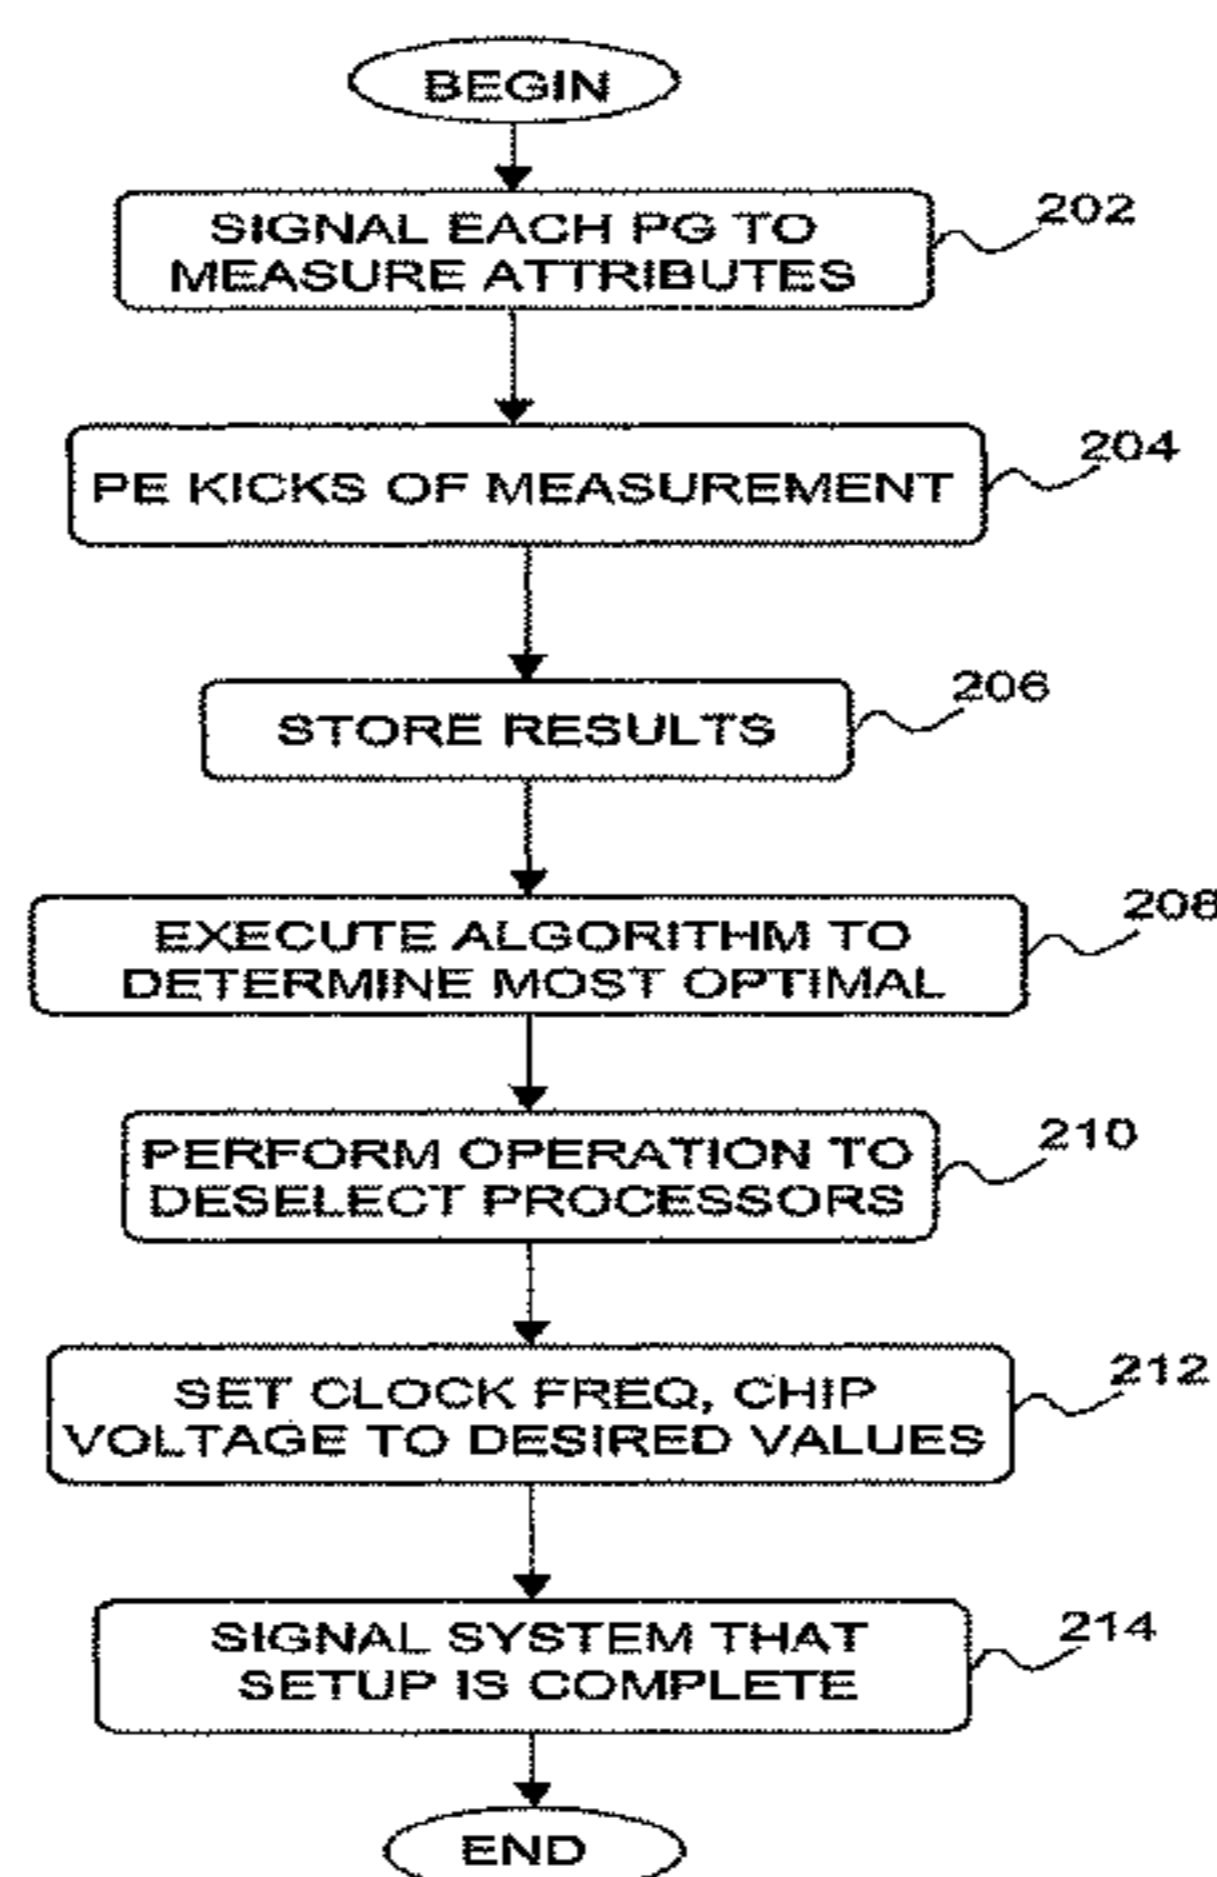 BEGIN
SIGNAL EACH PG TO
MEASURE ATTRIBUTES
202
PE KICKS OF MEASUREMENT
204
STORE RESULTS
206
EXECUTE ALGORITHM TO
DETERMINE MOST OPTIMAL
208
PERFORM OPERATION TO
DESELECT PROCESSORS
210
SET CLOCK FREQ, CHIP
VOLTAGE TO DESIRED VALUES
212
SIGNAL SYSTEM THAT
SETUP IS COMPLETE
214
END